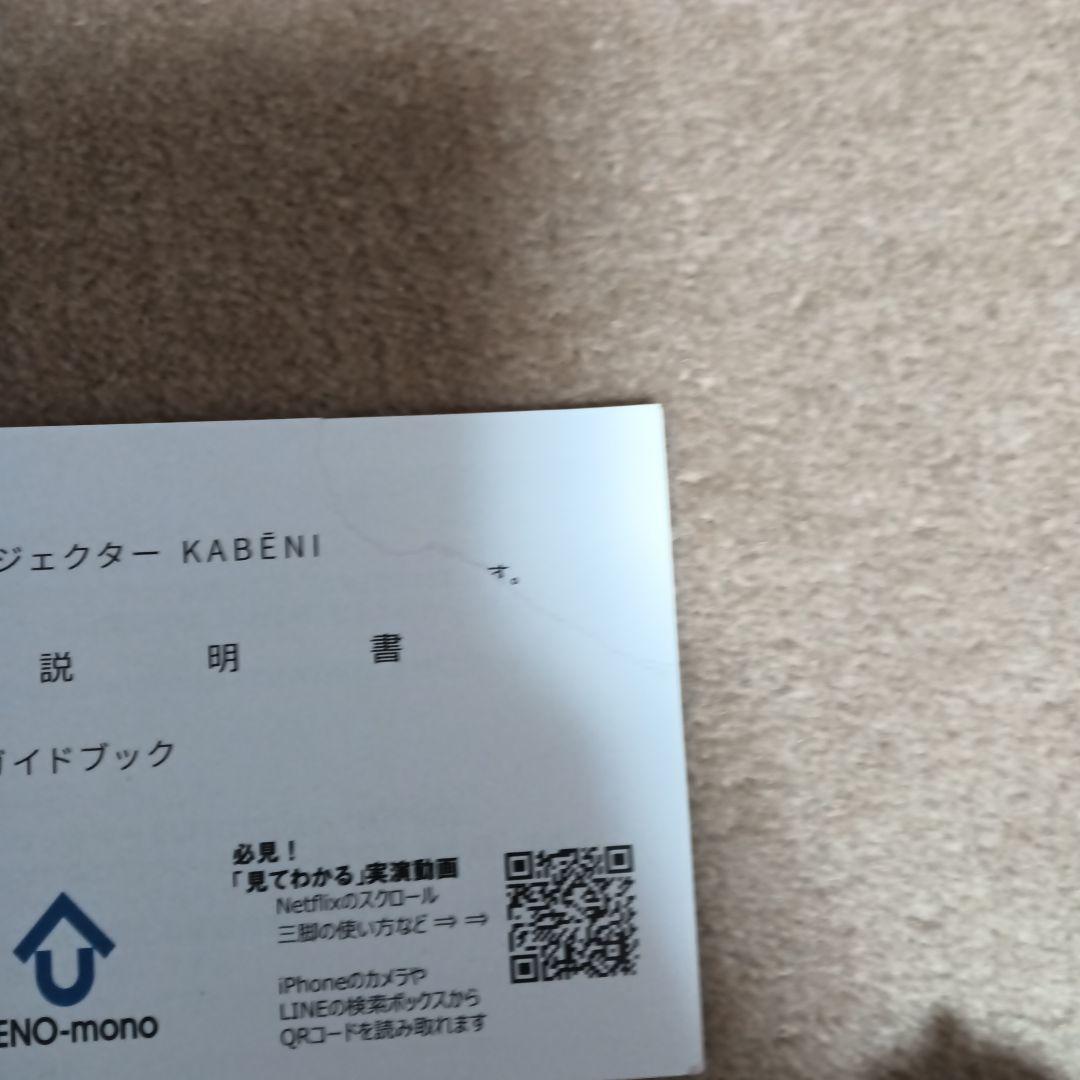 ジェクター KABĒNI
す。
説 明 書
ガイドブック
必見！
「見てわかる」実演動画
Netflixのスクロール
三脚の使い方など⇒⇒
iPhoneのカメラや
LINEの検索ボックスから
QRコードを読み取れます
ENO-mono